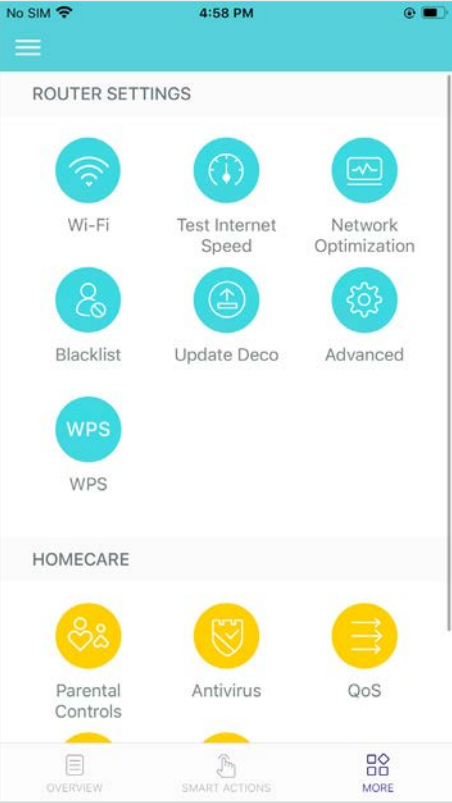 No SIM 4:58 PM
ROUTER SETTINGS
Wi-Fi Test Internet Network
Speed Optimization
Blacklist Update Deco Advanced
WPS
WPS
HOMECARE
Parental Antivirus QoS
Controls
OVERVIEW SMART ACTIONS MORE